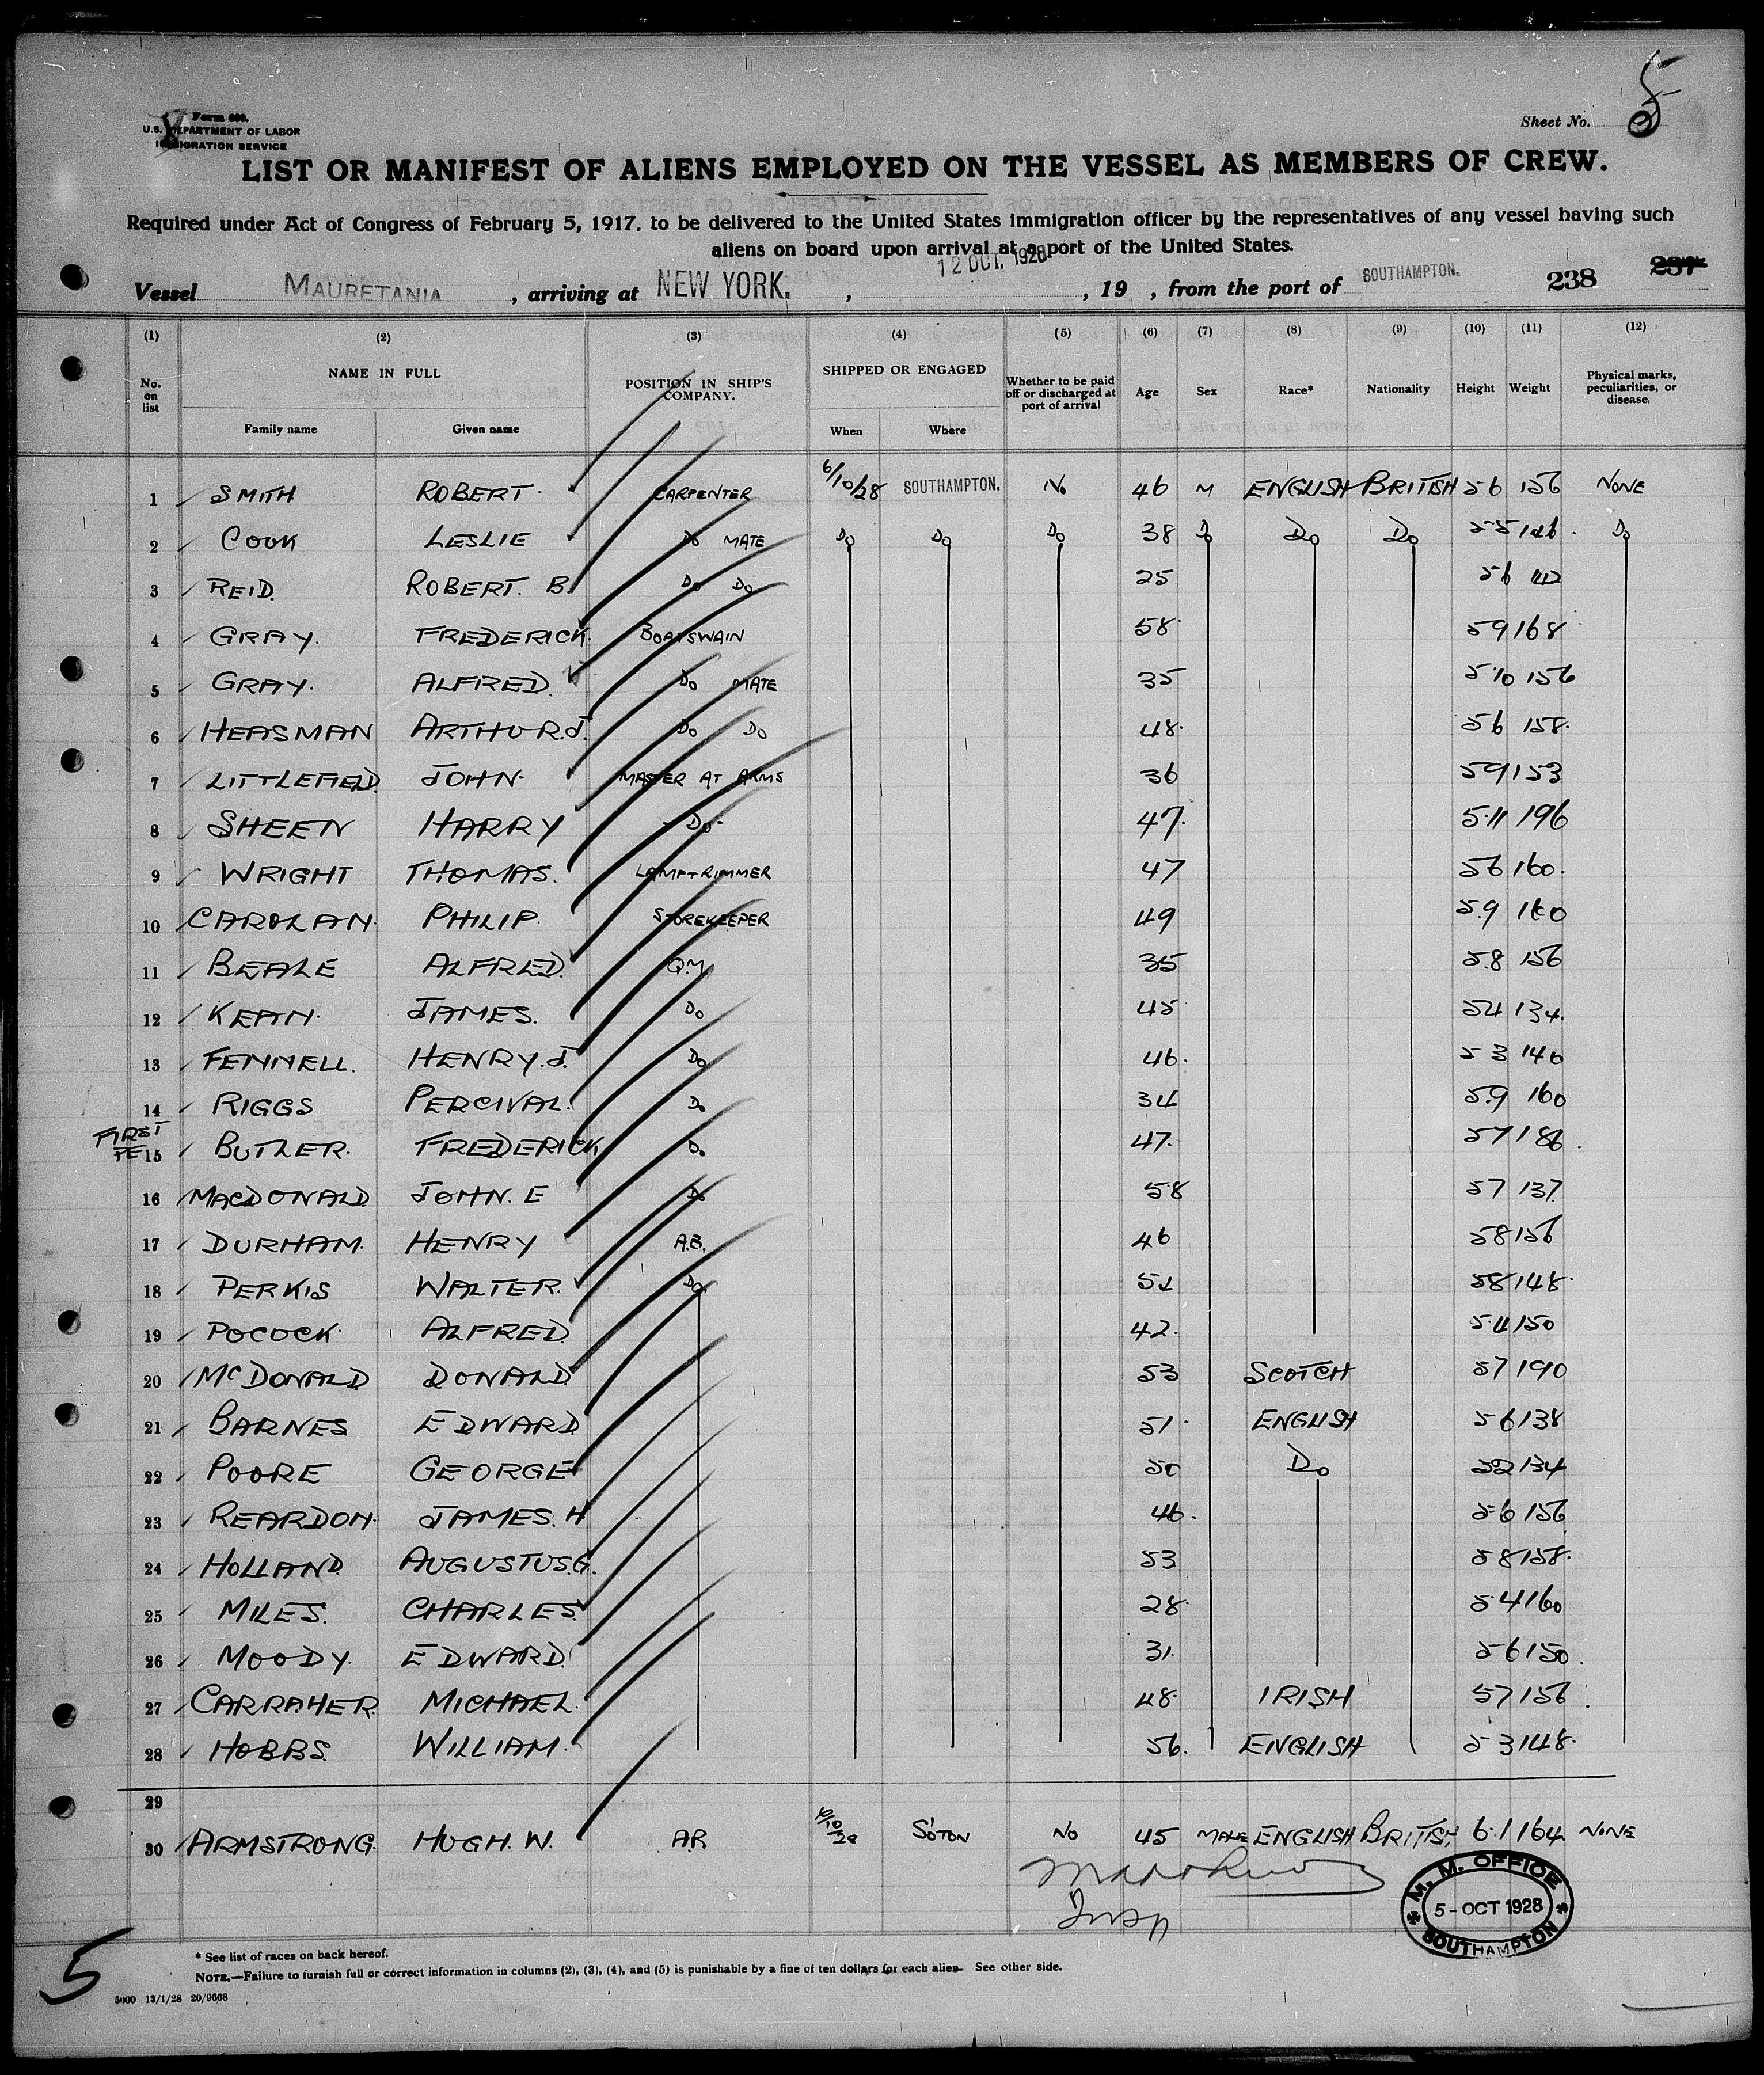 Form 680.
U.S. DEPARTMENT OF LABOR
IMMIGRATION SERVICE
Sheet No. 5
LIST OR MANIFEST OF ALIENS EMPLOYED ON THE VESSEL AS MEMBERS OF CREW.
Required under Act of Congress of February 5, 1917, to be delivered to the United States immigration officer by the representatives of any vessel having such
aliens on board upon arrival at a port of the United States.
12 OCT. 1928
Vessel MAURETANIA, arriving at NEW YORK. , , 19 , from the port of SOUTHAMPTON. 238 237
(1) (2) (3) (4) (5) (6) (7) (8) (9) (10) (11) (12)
No. on list NAME IN FULL Family name Given name POSITION IN SHIP'S COMPANY. SHIPPED OR ENGAGED When Where Whether to be paid off or discharged at port of arrival Age Sex Race* Nationality Height Weight Physical marks, peculiarities, or disease.
1 SMITH ROBERT. CARPENTER 6/10/28 SOUTHAMPTON. No 46 M ENGLISH BRITISH 5 6 156 NONE
2 COOK LESLIE Do MATE Do Do Do 38 Do Do Do 5 5 146. Do
3 REID. ROBERT. B. Do Do 25 5 6 142
4 GRAY. FREDERICK. BOATSWAIN 58 5 9 168
5 GRAY. ALFRED. Do MATE 35 5 10 156
6 HEASMAN ARTHUR.J. Do Do 48. 5 6 158.
7 LITTLEFIELD. JOHN. MASTER AT ARMS 36 5 9 153
8 SHEEN HARRY -Do- 47. 5.11 196
9 WRIGHT THOMAS. LAMPTRIMMER 47 5 6 160.
10 CAROLAN. PHILIP. STOREKEEPER 49 5.9 160
11 BEALE ALFRED. Q.M. 35 5.8 156
12 KEAN. JAMES. Do 45 5 4 134.
13 FENNELL. HENRY.J. Do 46. 5 3 140
14 RIGGS PERCIVAL. Do 34 5.9 160
FIRST
15 BUTLER. FREDERICK. Do 47. 5 7 186.
16 MACDONALD. JOHN. E Do 58 5 7 137.
17 DURHAM. HENRY A.B. 46 5 8 156
18 PERKIS WALTER. Do 5 8 148.
19 POCOCK. ALFRED. 42. 5.4 150
20 McDONALD DONALD. 53 SCOTCH 5 7 190
21 BARNES EDWARD 51. ENGLISH 5 6 138
22 POORE GEORGE 50 Do 5 2 134
23 REARDON. JAMES. H 46. 5 6 156
24 HOLLAND. AUGUSTUS.G. 53 5 8 158.
25 MILES. CHARLES. 28. 5 4 160
26 MOODY. EDWARD. 31. 5 6 150.
27 CARRAHER. MICHAEL. 48. IRISH 5 7 156.
28 HOBBS. WILLIAM. 56. ENGLISH 5 3 148.
29
30 ARMSTRONG. HUGH. W. A.B 6/10/28 S'OTON No 45 MALE ENGLISH BRITISH 6.1 164 NONE
Insp
M. M. OFFICE
5 - OCT 1928
SOUTHAMPTON
5
* See list of races on back hereof.
NOTE.—Failure to furnish full or correct information in columns (2), (3), (4), and (5) is punishable by a fine of ten dollars for each alien. See other side.
5000 13/1/28 20/9668